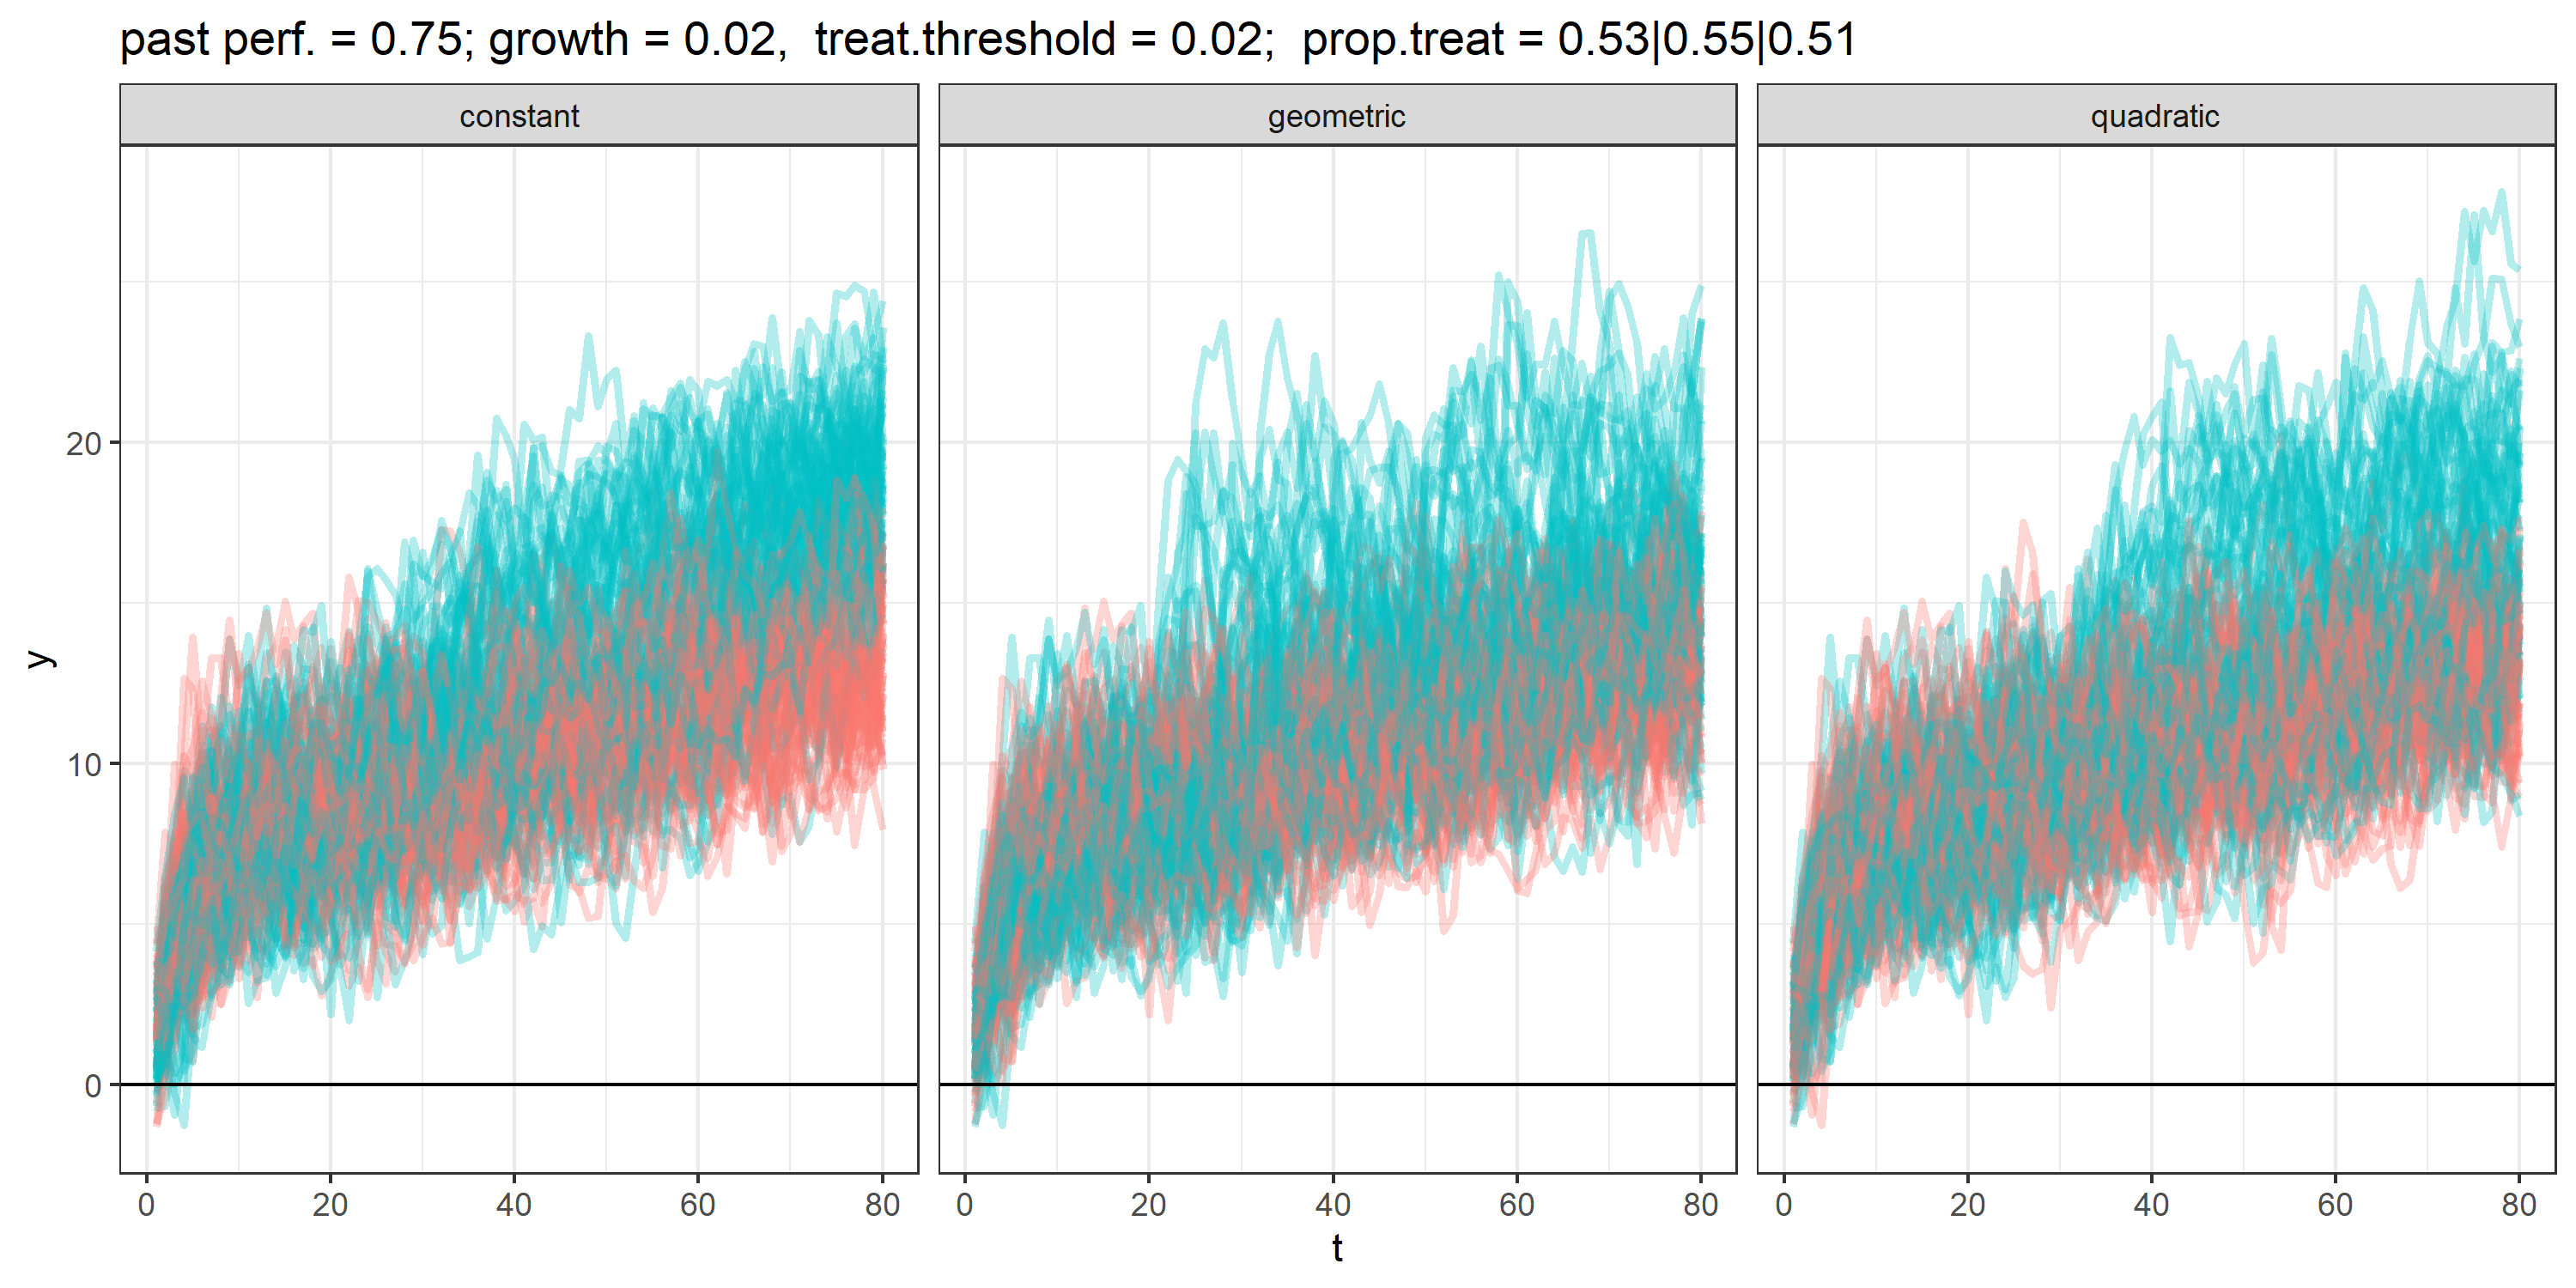 past perf. = 0.75; growth = 0.02,  treat.threshold = 0.02;  prop.treat = 0.53|0.55|0.51
constant geometric quadratic
20
10
0
y
0 20 40 60 80 0 20 40 60 80 0 20 40 60 80
t